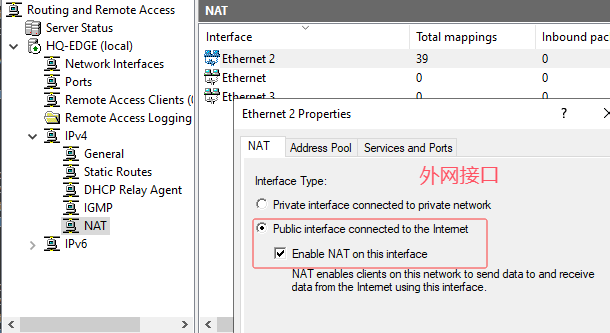 Routing and Remote Access
Server Status
HQ-EDGE (local)
Network Interfaces
Ports
Remote Access Clients (0
Remote Access Logging
IPv4
General
Static Routes
DHCP Relay Agent
IGMP
NAT
IPv6
NAT
Interface Total mappings Inbound pac
Ethernet 2 39 0
Ethernet 0 0
Ethernet 3 0 0
Ethernet 2 Properties ?
NAT Address Pool Services and Ports
外网接口
Interface Type:
Private interface connected to private network
Public interface connected to the Internet
Enable NAT on this interface
NAT enables clients on this network to send data to and receive
data from the Internet using this interface.